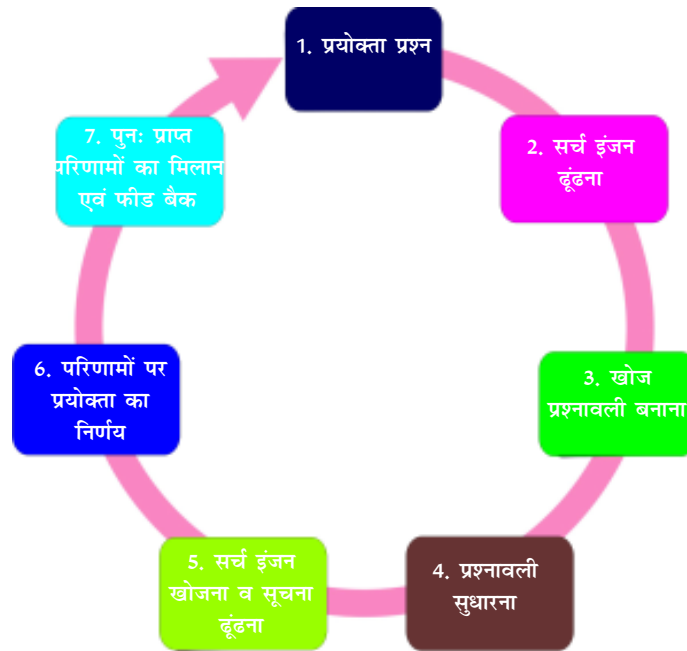 1. प्रयोक्ता प्रश्न
2. सर्च इंजन
ढूंढना
3. खोज
प्रश्नावली बनाना
4. प्रश्नावली
सुधारना
5. सर्च इंजन
खोजना व सूचना
ढूंढना
6. परिणामों पर
प्रयोक्ता का
निर्णय
7. पुनः प्राप्त
परिणामों का मिलान
एवं फीड बैक